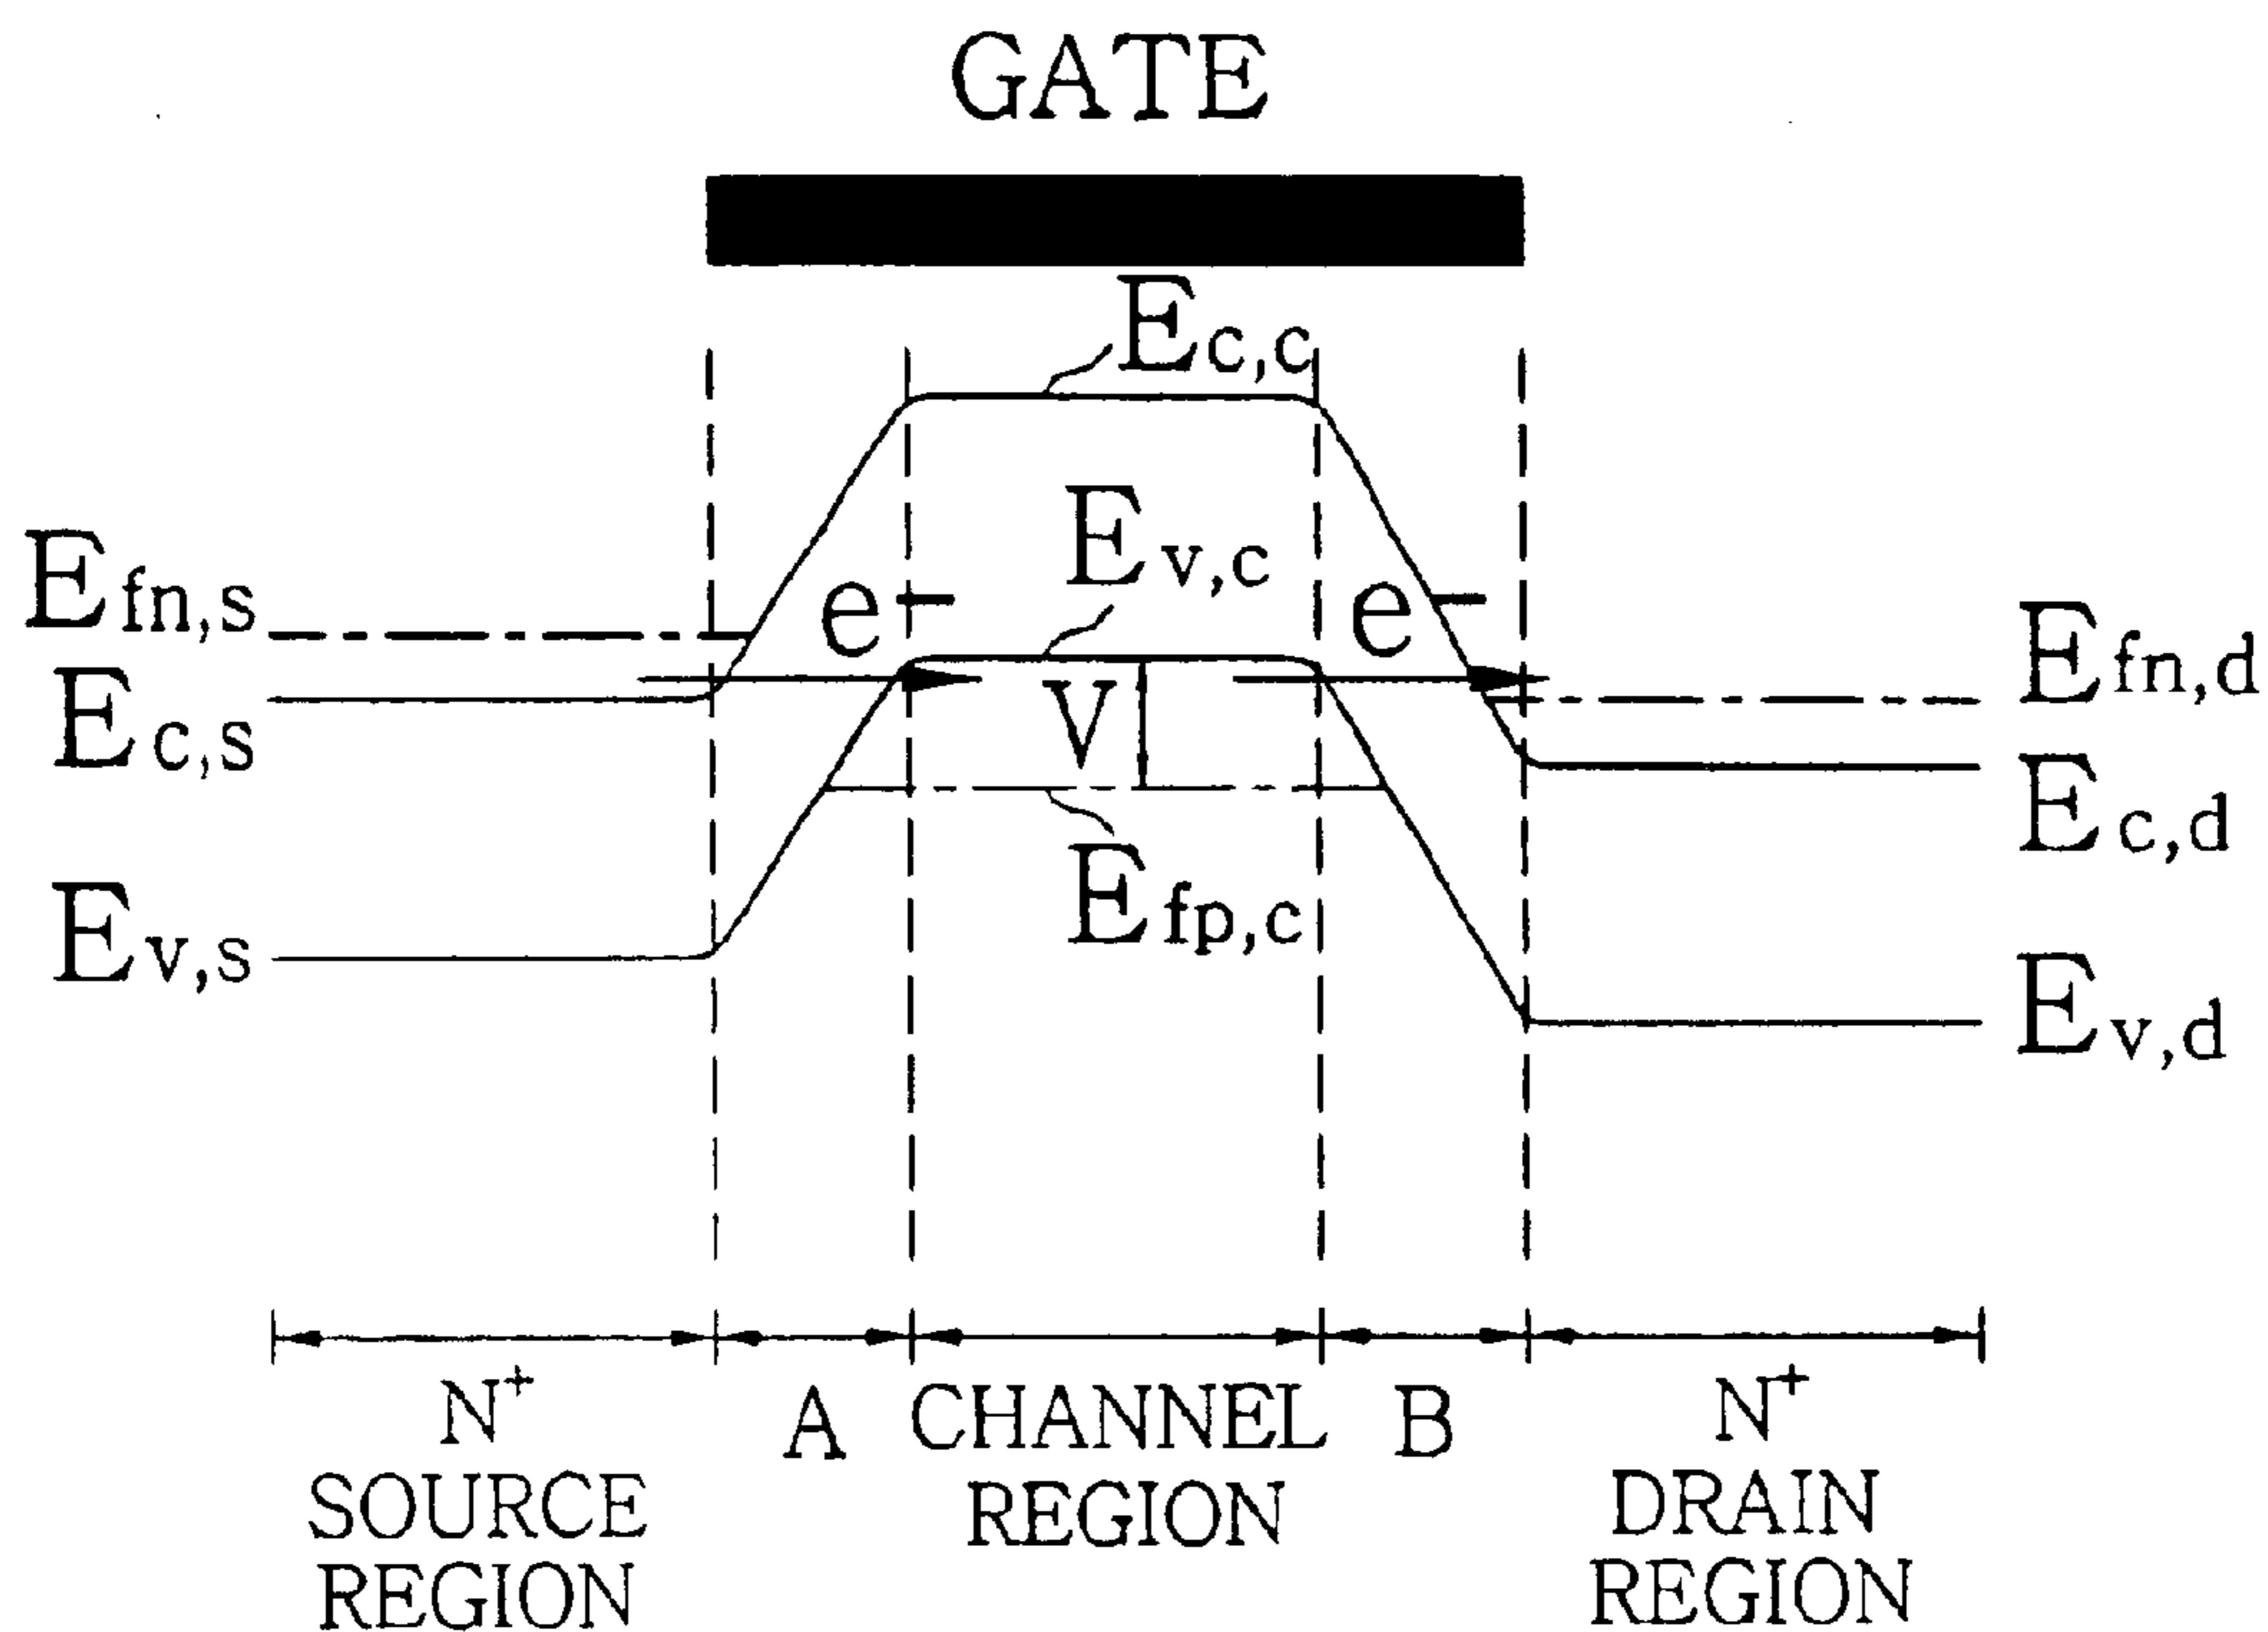 GATE
Ec,c
Ev,c
Efn,s
e-
e-
Efn,d
Ec,s
V
Ec,d
Efp,c
Ev,s
Ev,d
N+
SOURCE
REGION
A
CHANNEL
REGION
B
N+
DRAIN
REGION